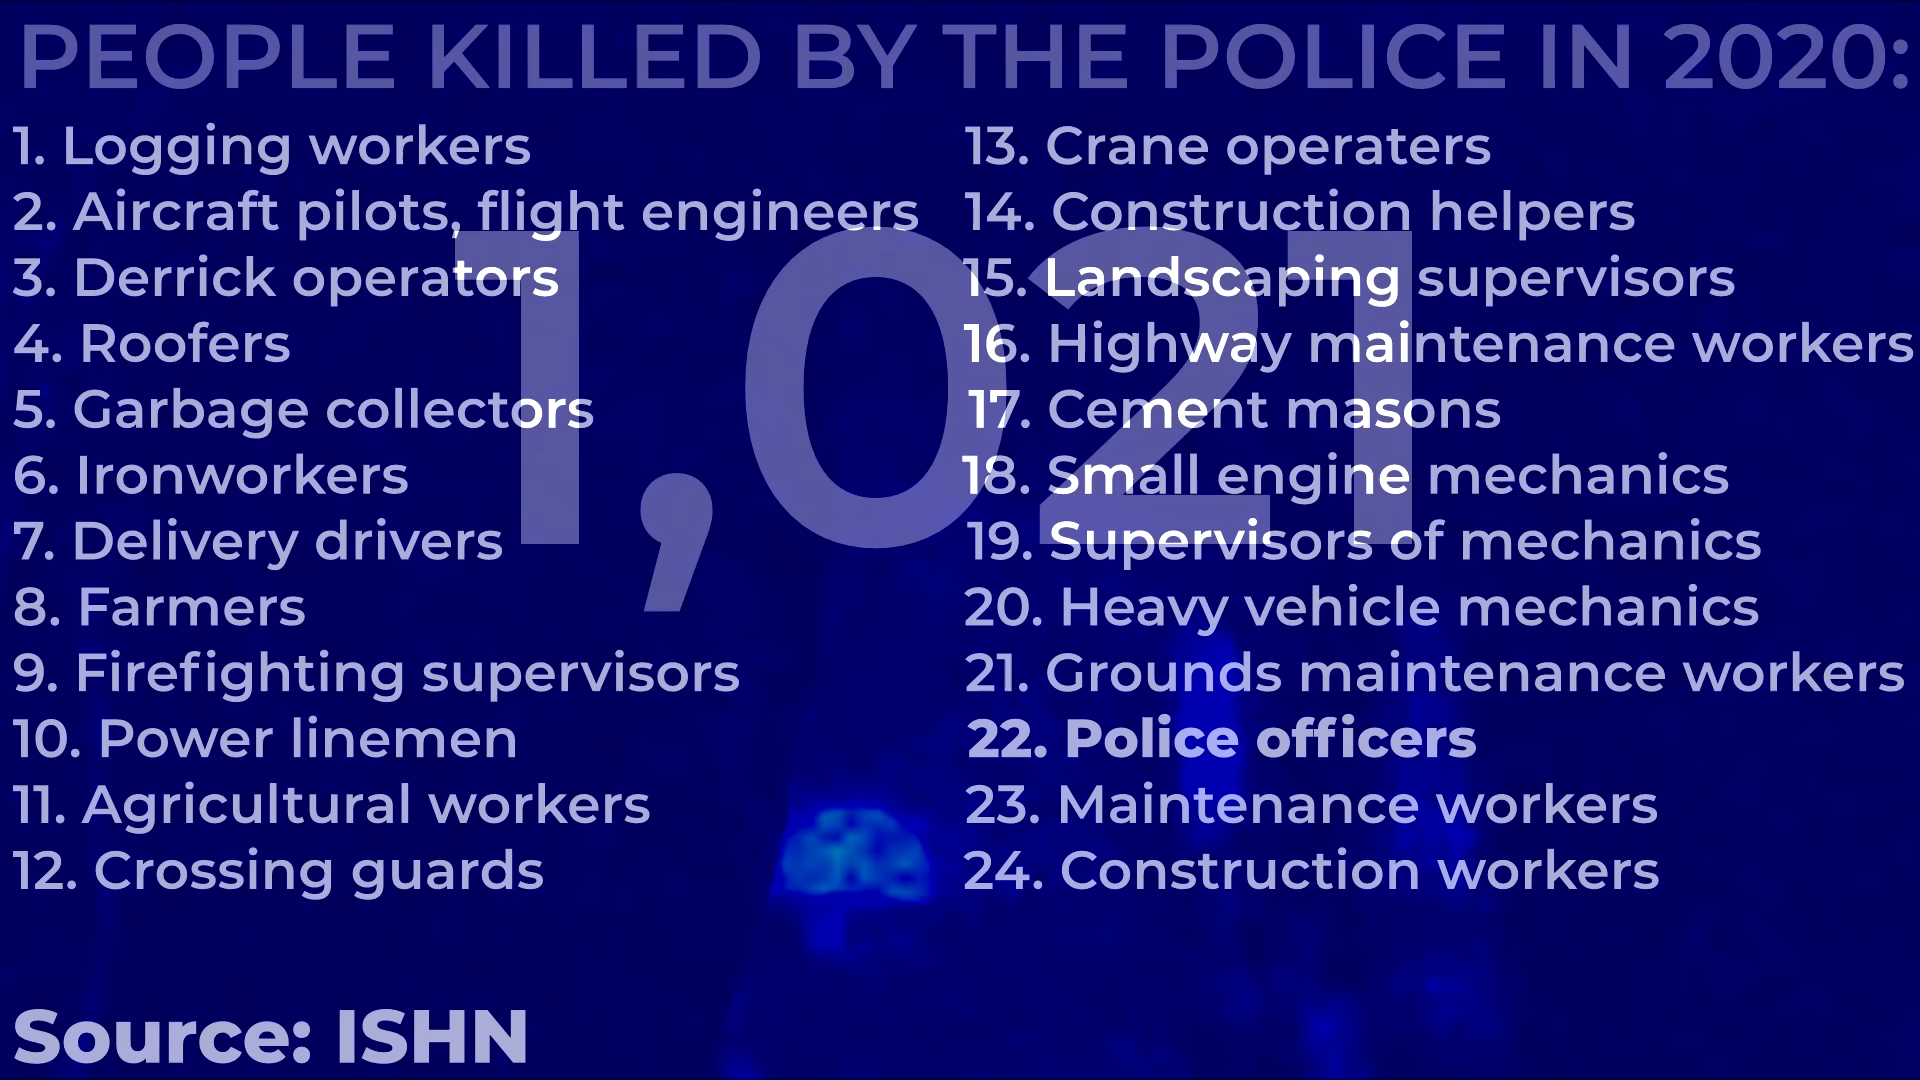 PEOPLE KILLED BY THE POLICE IN 2020:
1,021
1. Logging workers
2. Aircraft pilots, flight engineers
3. Derrick operators
4. Roofers
5. Garbage collectors
6. Ironworkers
7. Delivery drivers
8. Farmers
9. Firefighting supervisors
10. Power linemen
11. Agricultural workers
12. Crossing guards
13. Crane operaters
14. Construction helpers
15. Landscaping supervisors
16. Highway maintenance workers
17. Cement masons
18. Small engine mechanics
19. Supervisors of mechanics
20. Heavy vehicle mechanics
21. Grounds maintenance workers
22. Police officers
23. Maintenance workers
24. Construction workers
Source: ISHN